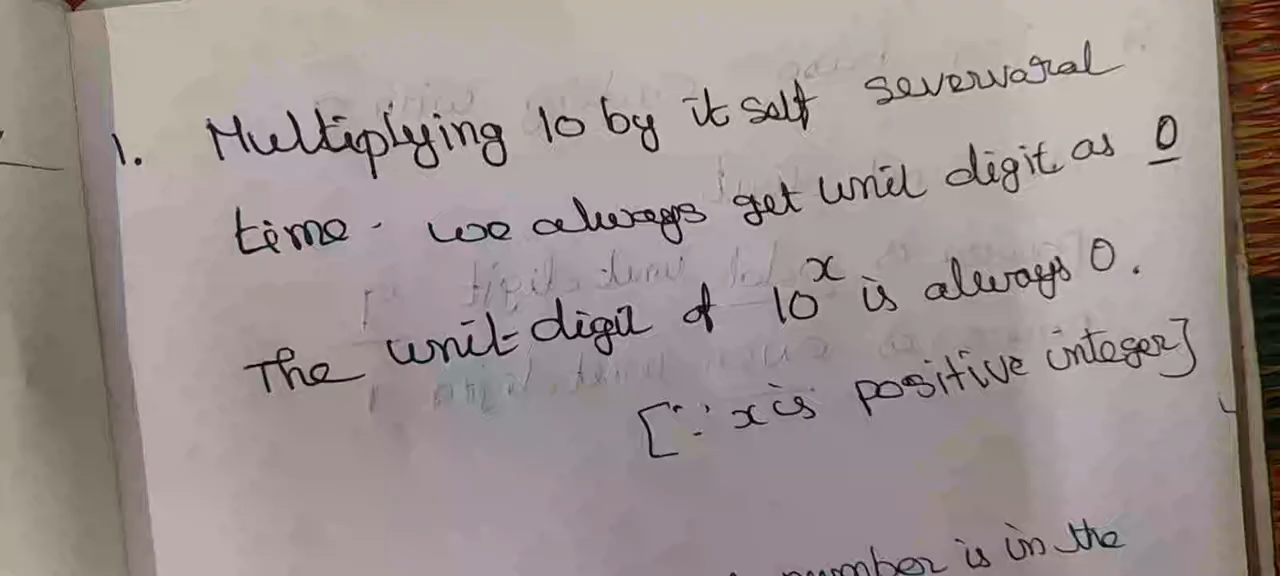 1. Multiplying 10 by it self severvaral
time. we always get unit digit as 0
The unit digit of 10^x is always 0.
[∵ x is positive integer]
number is in the